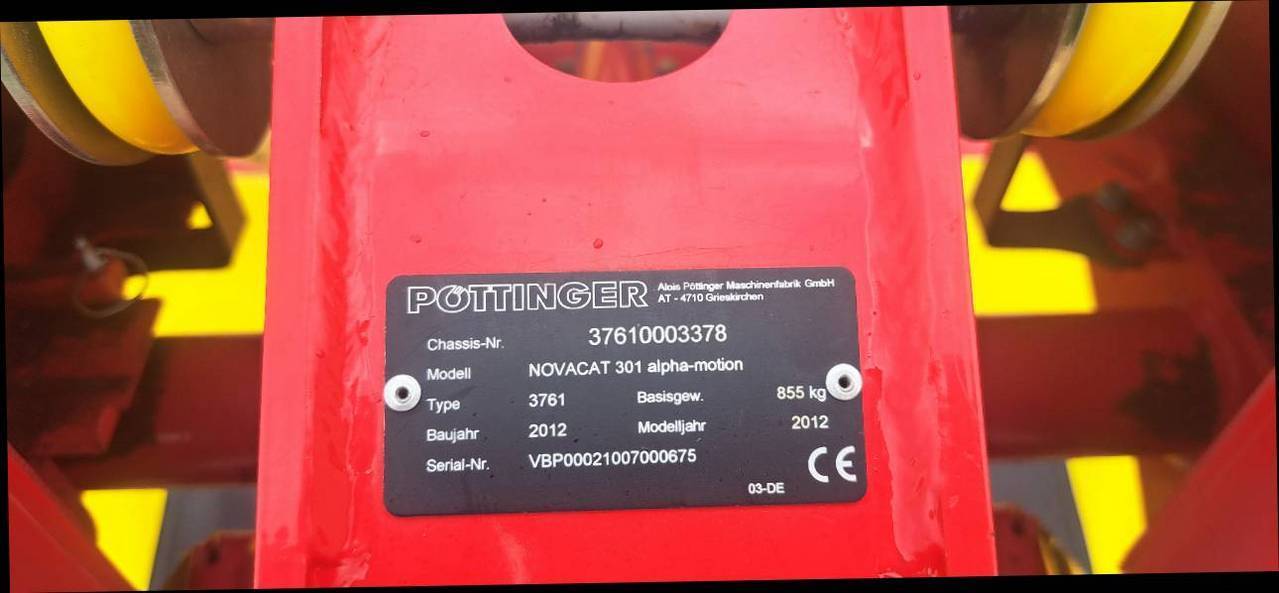 PÖTTINGER Alois Pöttinger Maschinenfabrik GmbH
AT - 4710 Grieskirchen
Chassis-Nr. 37610003378
Modell NOVACAT 301 alpha-motion
Type 3761 Basisgew. 855 kg
Baujahr 2012 Modelljahr 2012
Serial-Nr. VBP00021007000675
CE
03-DE